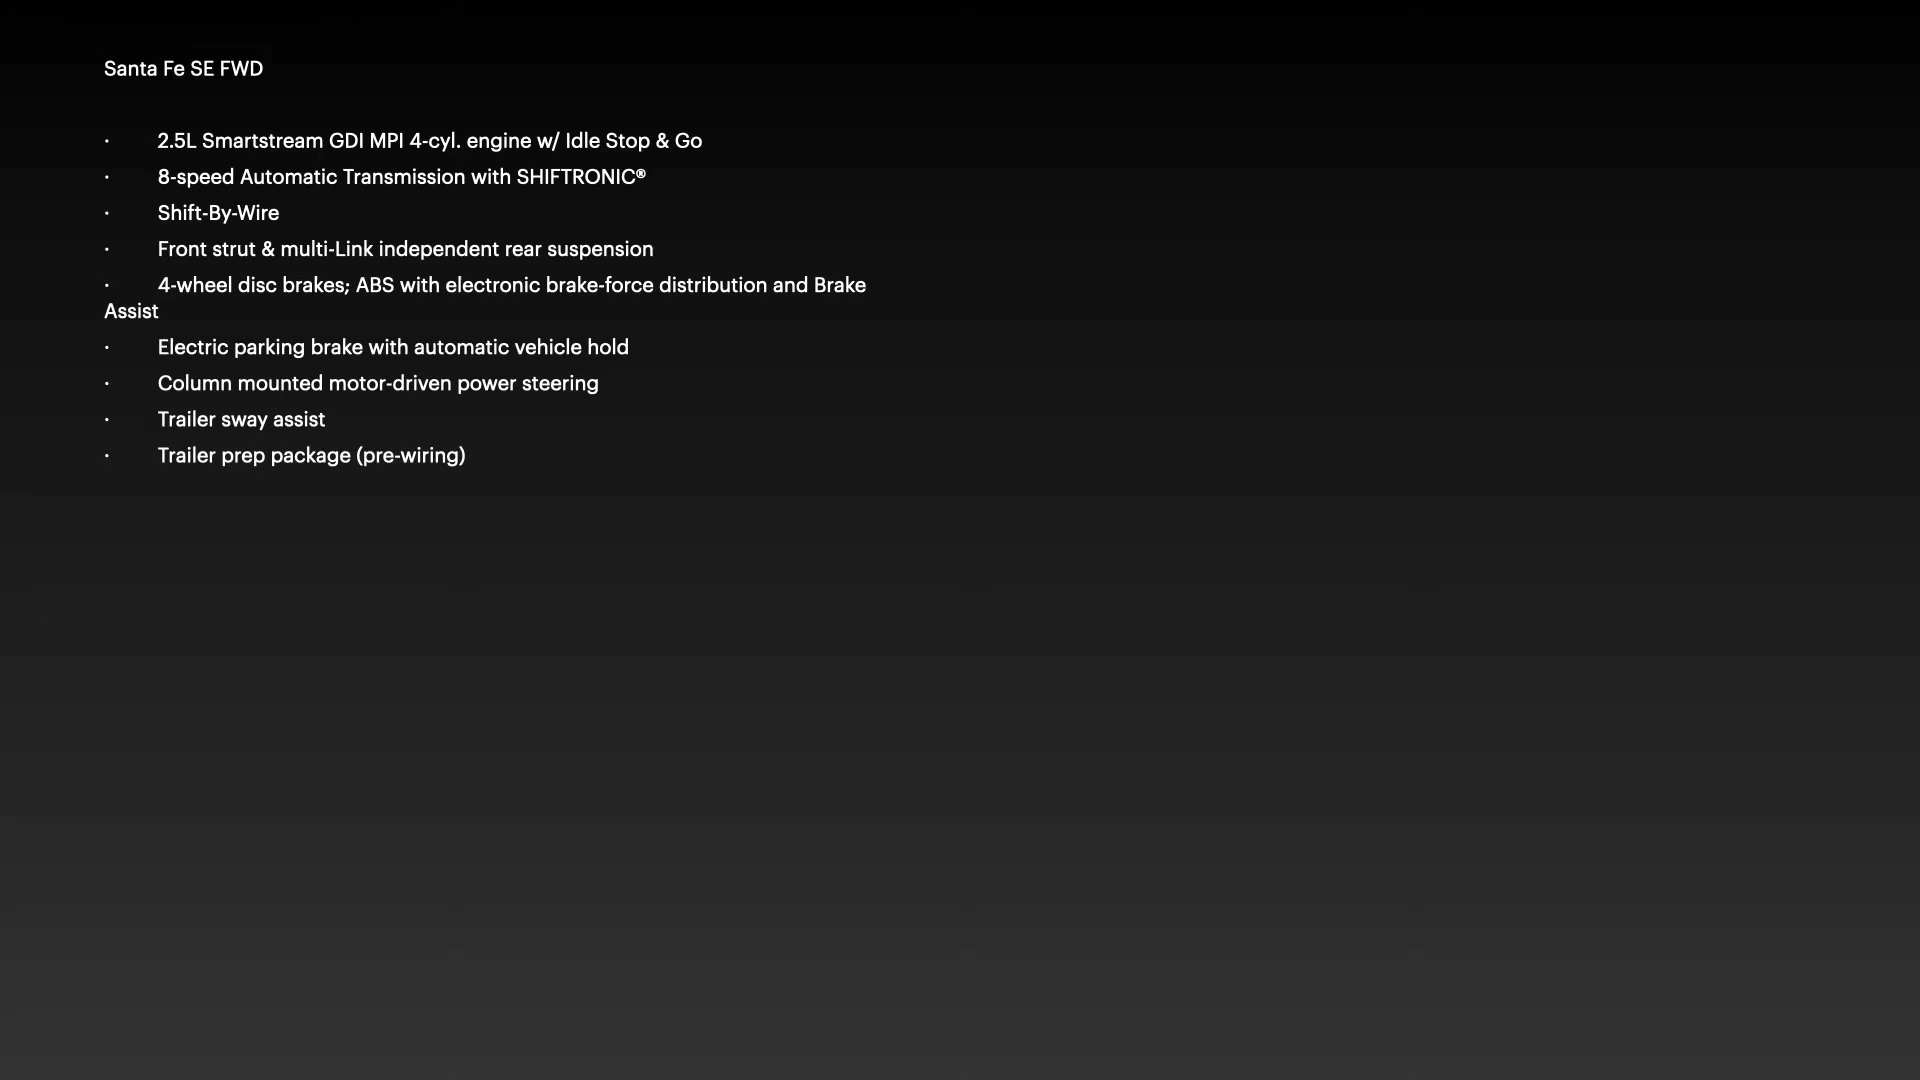 Santa Fe SE FWD
· 2.5L Smartstream GDI MPI 4-cyl. engine w/ Idle Stop & Go
· 8-speed Automatic Transmission with SHIFTRONIC®
· Shift-By-Wire
· Front strut & multi-Link independent rear suspension
· 4-wheel disc brakes; ABS with electronic brake-force distribution and Brake
Assist
· Electric parking brake with automatic vehicle hold
· Column mounted motor-driven power steering
· Trailer sway assist
· Trailer prep package (pre-wiring)